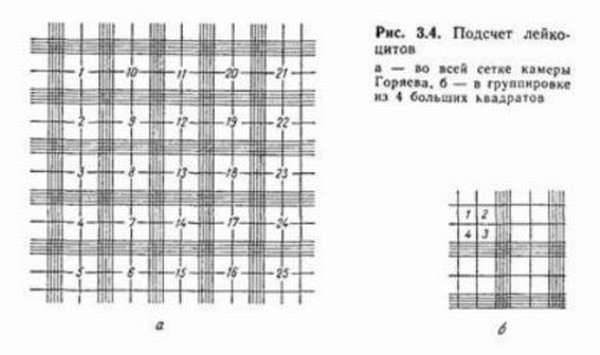 Рис. 3.4. Подсчет лейко-
цитов
а — во всей сетке камеры
Горяева, б — в группировке
из 4 больших квадратов
1 10 11 20 21
2 9 12 19 22
3 8 13 18 23
4 7 14 17 24
5 6 15 16 25
а
1 2
4 3
б